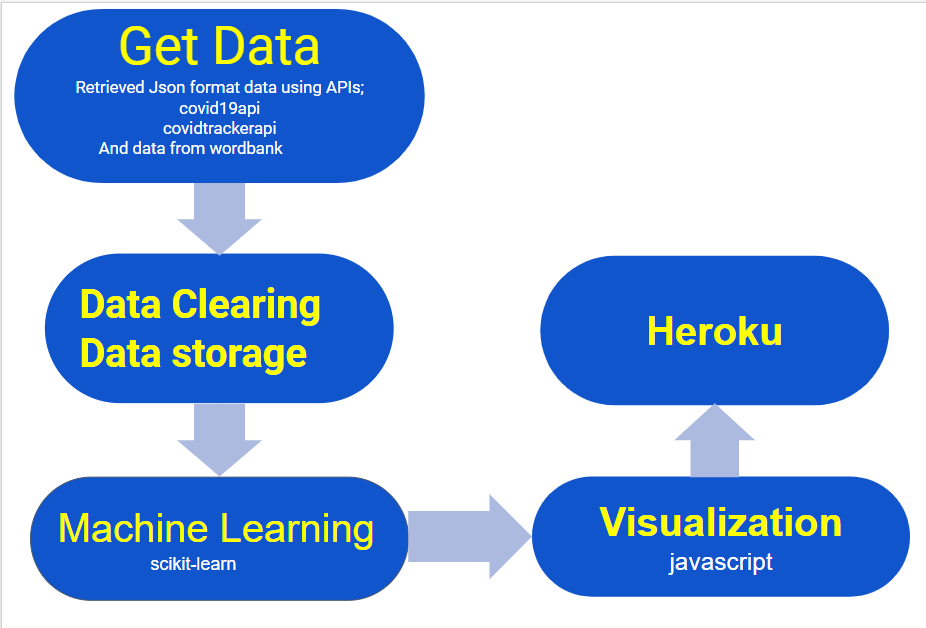 Get Data
Retrieved Json format data using APIs;
covid19api
covidtrackerapi
And data from wordbank
Data Clearing
Data storage
Machine Learning
scikit-learn
Visualization
javascript
Heroku